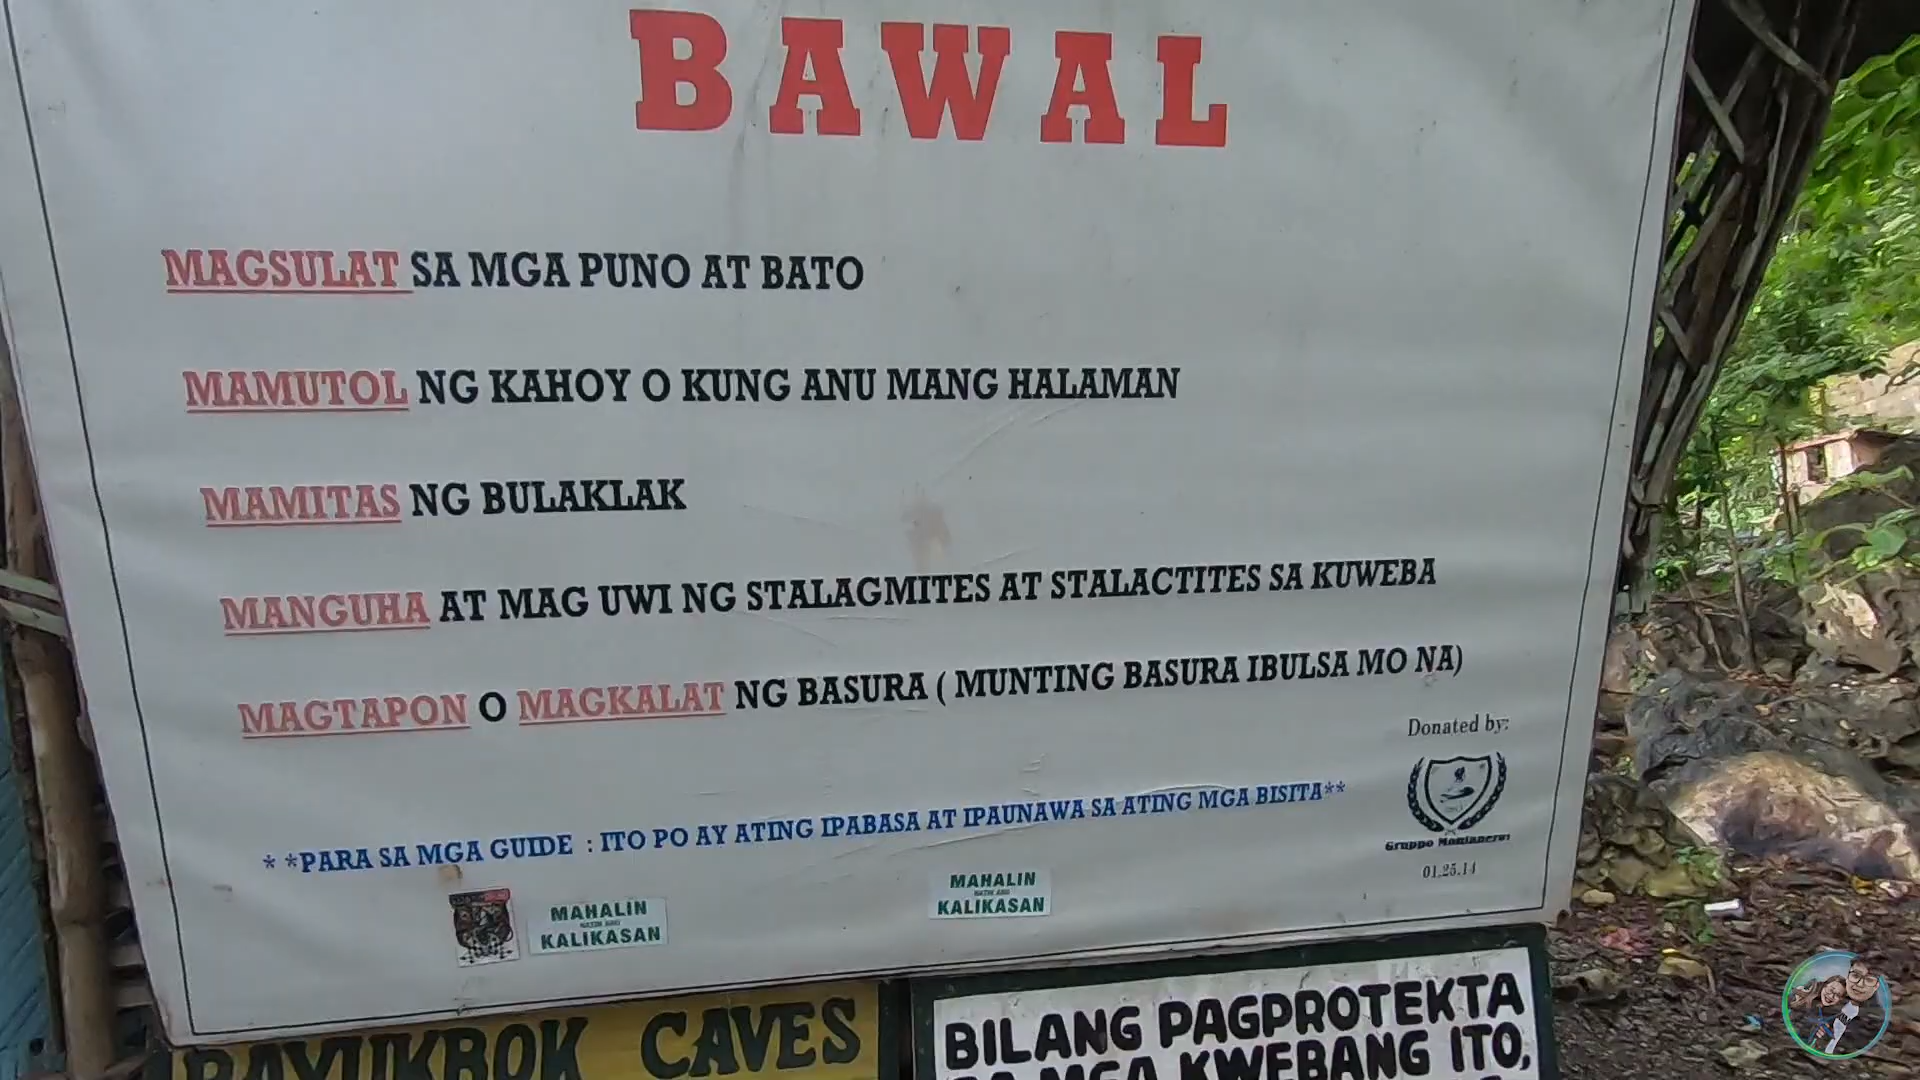 BAWAL
MAGSULAT SA MGA PUNO AT BATO
MAMUTOL NG KAHOY O KUNG ANU MANG HALAMAN
MAMITAS NG BULAKLAK
MANGUHA AT MAG UWI NG STALAGMITES AT STALACTITES SA KUWEBA
MAGTAPON O MAGKALAT NG BASURA ( MUNTING BASURA IBULSA MO NA)
Donated by:
Gruppo
01.25.14
* *PARA SA MGA GUIDE : ITO PO AY ATING IPABASA AT IPAUNAWA SA ATING MGA BISITA**
MAHALIN
NATIN ANG
KALIKASAN
MAHALIN
NATIN ANG
KALIKASAN
BAYUKBOK CAVES
BILANG PAGPROTEKTA
SA MGA KWEBANG ITO,